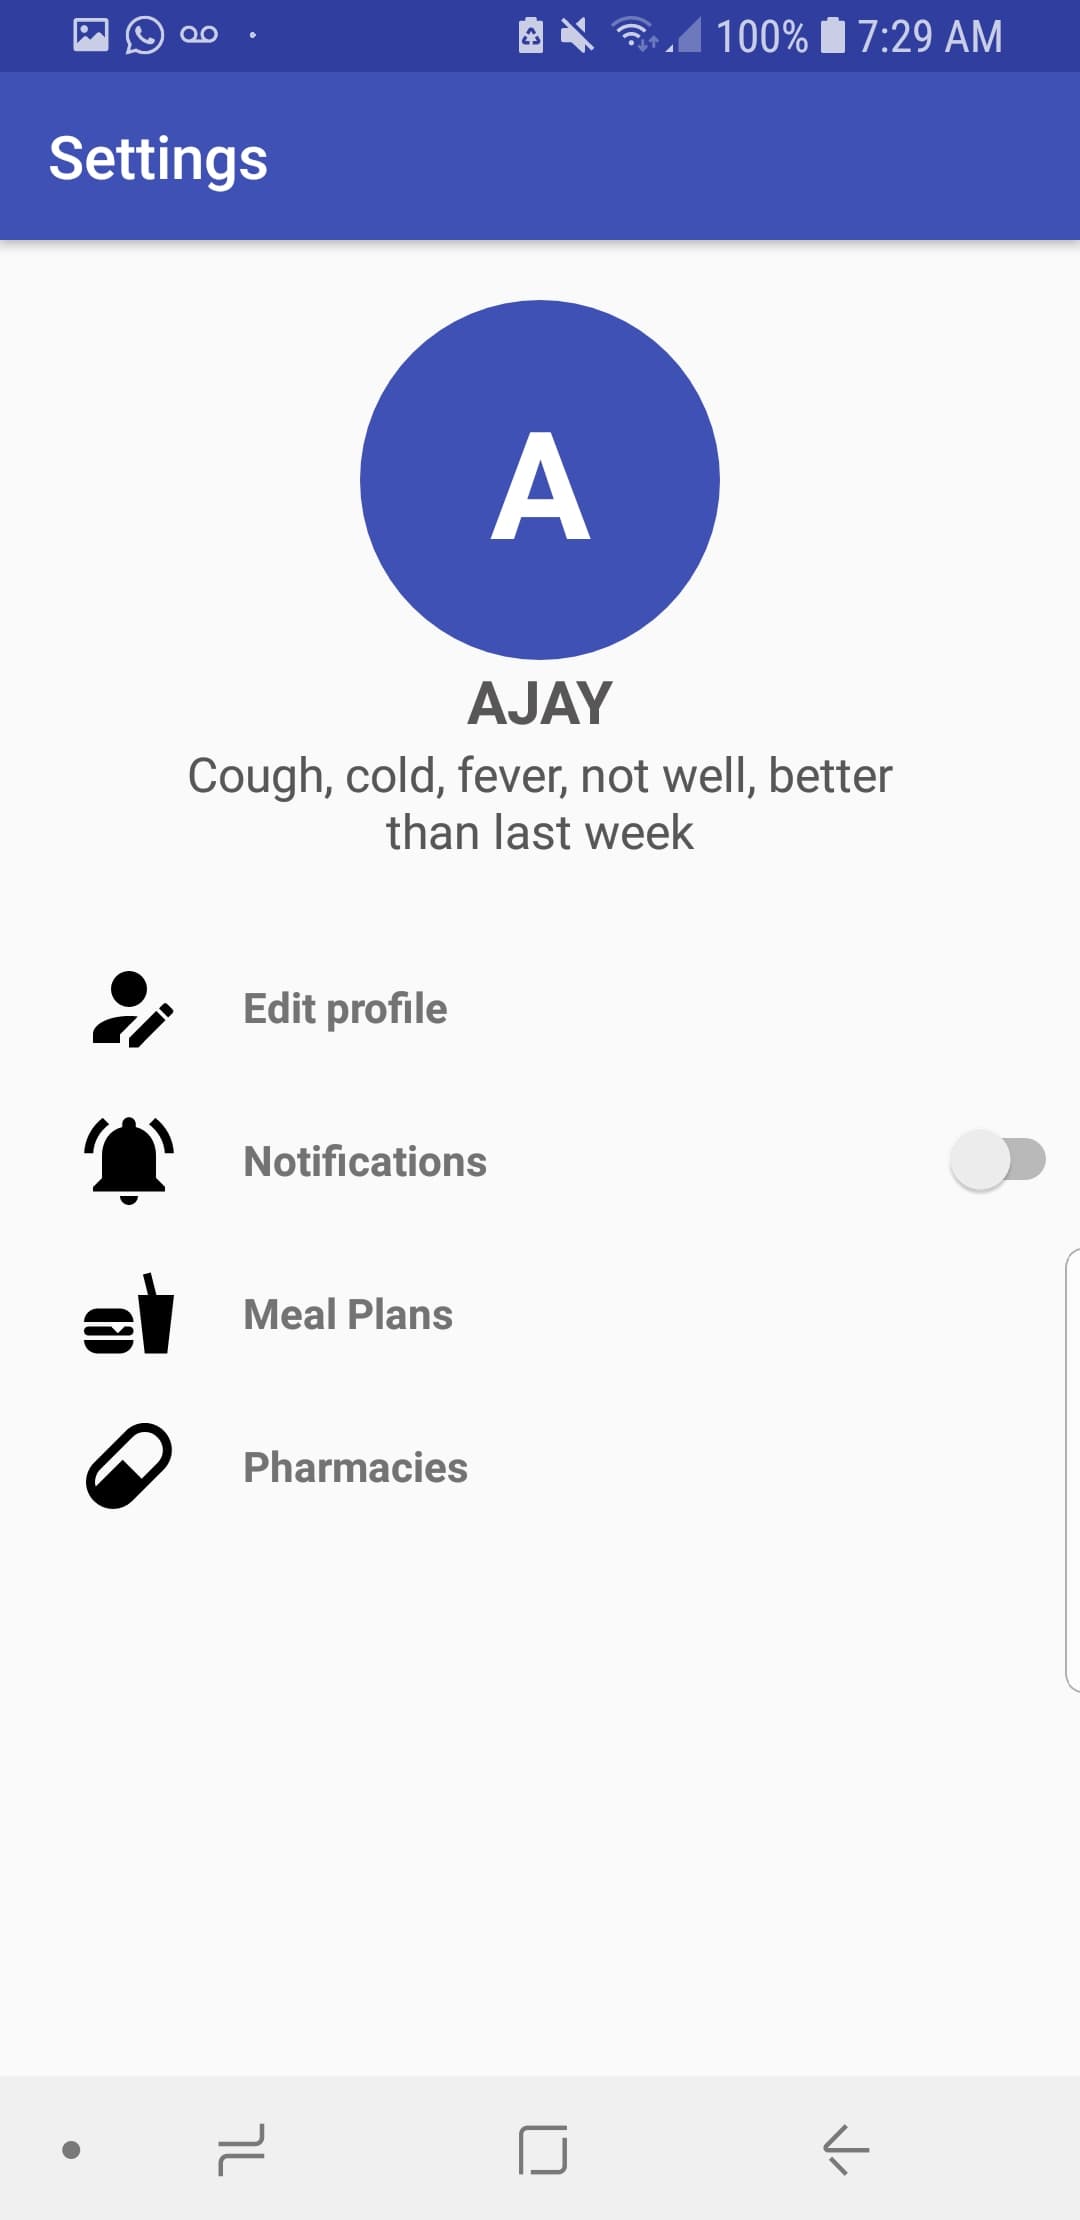 100% 7:29 AM
Settings
A
AJAY
Cough, cold, fever, not well, better
than last week
Edit profile
Notifications
Meal Plans
Pharmacies